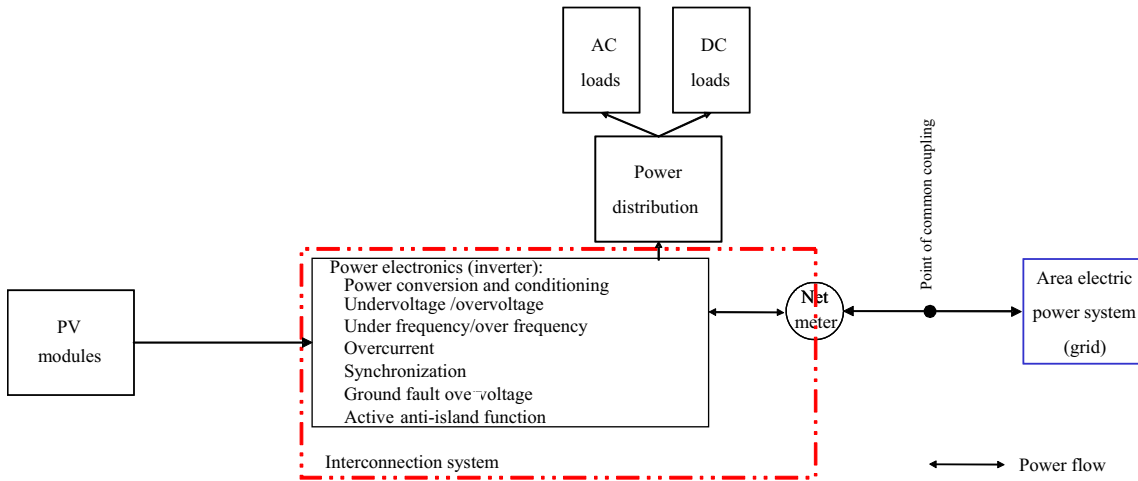 AC
loads
DC
loads
Power
distribution
Point of common coupling
Power electronics (inverter):
Power conversion and conditioning
Undervoltage /overvoltage
Under frequency/over frequency
Overcurrent
Synchronization
Ground fault overvoltage
Active anti-island function
Interconnection system
PV
modules
Net
meter
Area electric
power system
(grid)
Power flow